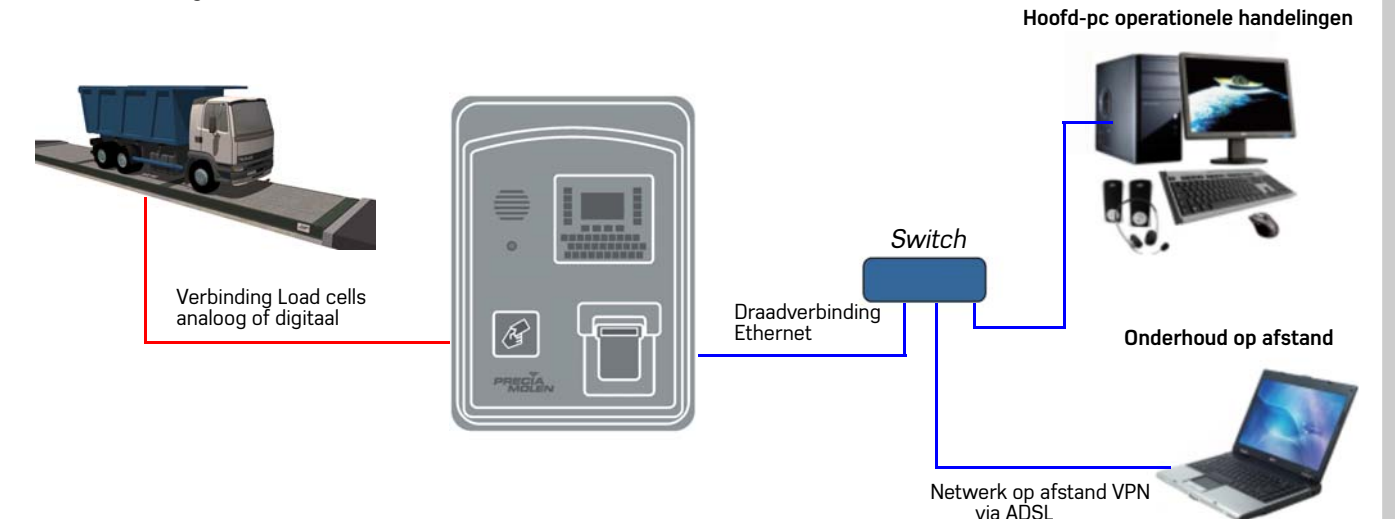 Hoofd-pc operationele handelingen
Switch
Verbinding Load cells
analoog of digitaal
Draadverbinding
Ethernet
PRECIA
MOLEN
Onderhoud op afstand
Netwerk op afstand VPN
via ADSL